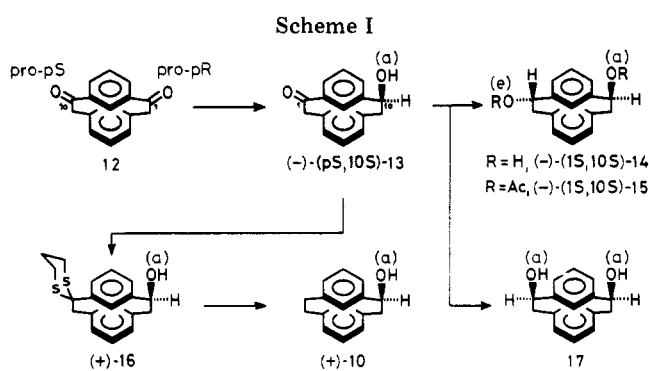 Scheme I
pro-pS
pro-pR
O
10
O
1
12
O
1
(a)
OH
H
10
(-)-(pS,10S)-13
(e)
H
RO
(a)
OR
H
R=H, (-)-(1S,10S)-14
R=Ac, (-)-(1S,10S)-15
S
S
(a)
OH
H
(+)-16
(a)
OH
H
(+)-10
(a)
OH
H
(a)
OH
H
17